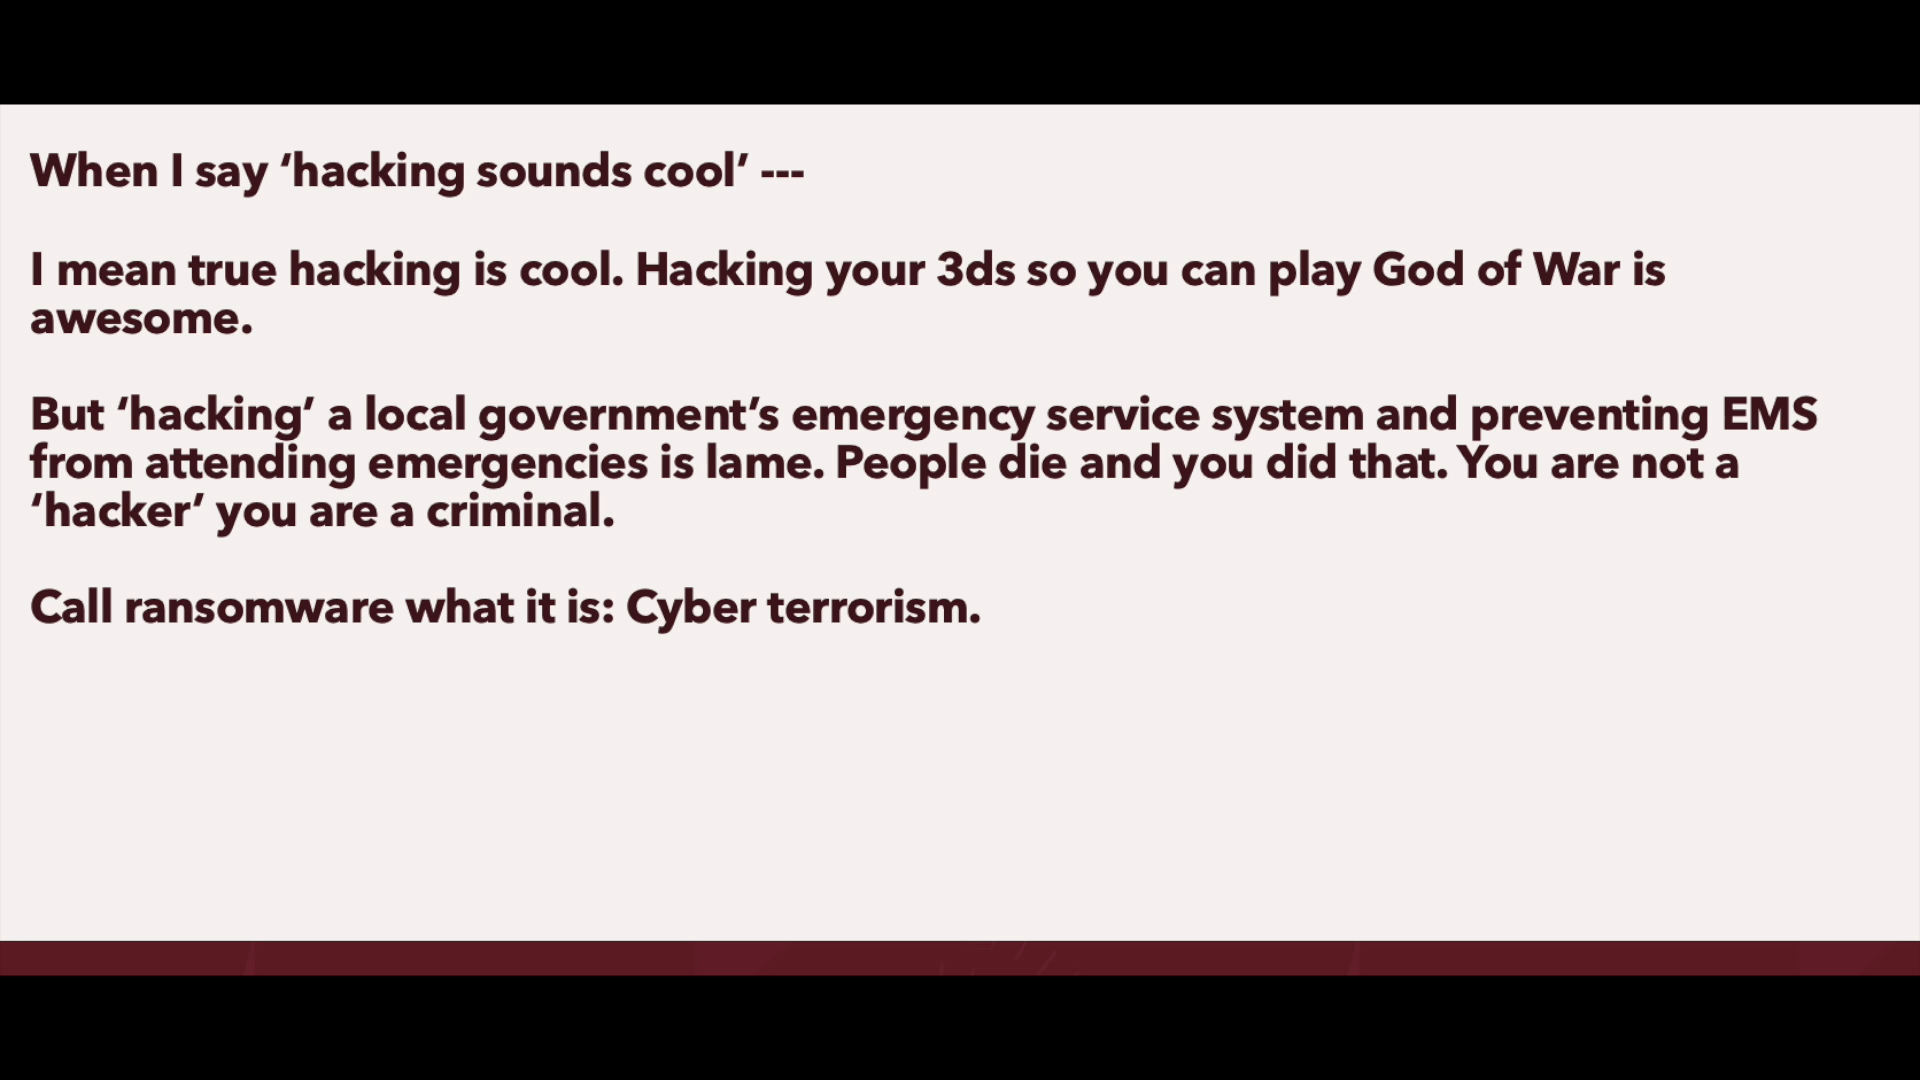 When I say ‘hacking sounds cool’ ---
I mean true hacking is cool. Hacking your 3ds so you can play God of War is
awesome.
But ‘hacking’ a local government’s emergency service system and preventing EMS
from attending emergencies is lame. People die and you did that. You are not a
‘hacker’ you are a criminal.
Call ransomware what it is: Cyber terrorism.